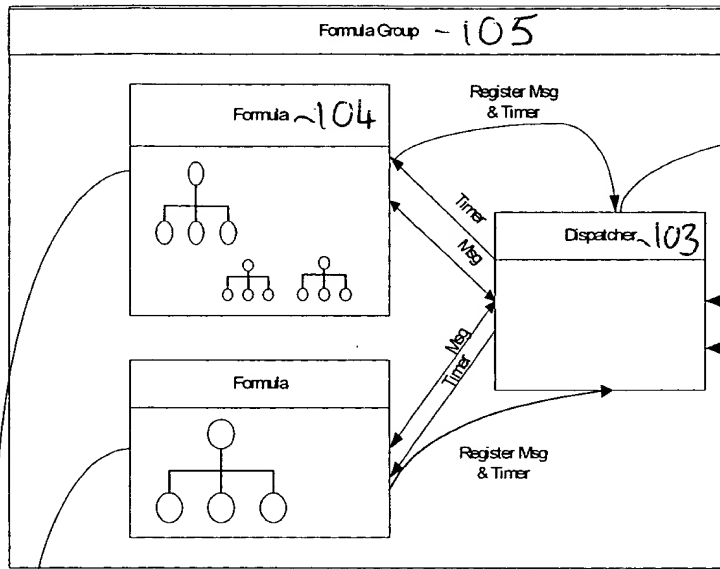 Formula Group ~105
Formula ~104
Register Msg
& Timer
Timer
Msg
Dispatcher ~103
Msg
Timer
Formula
Register Msg
& Timer